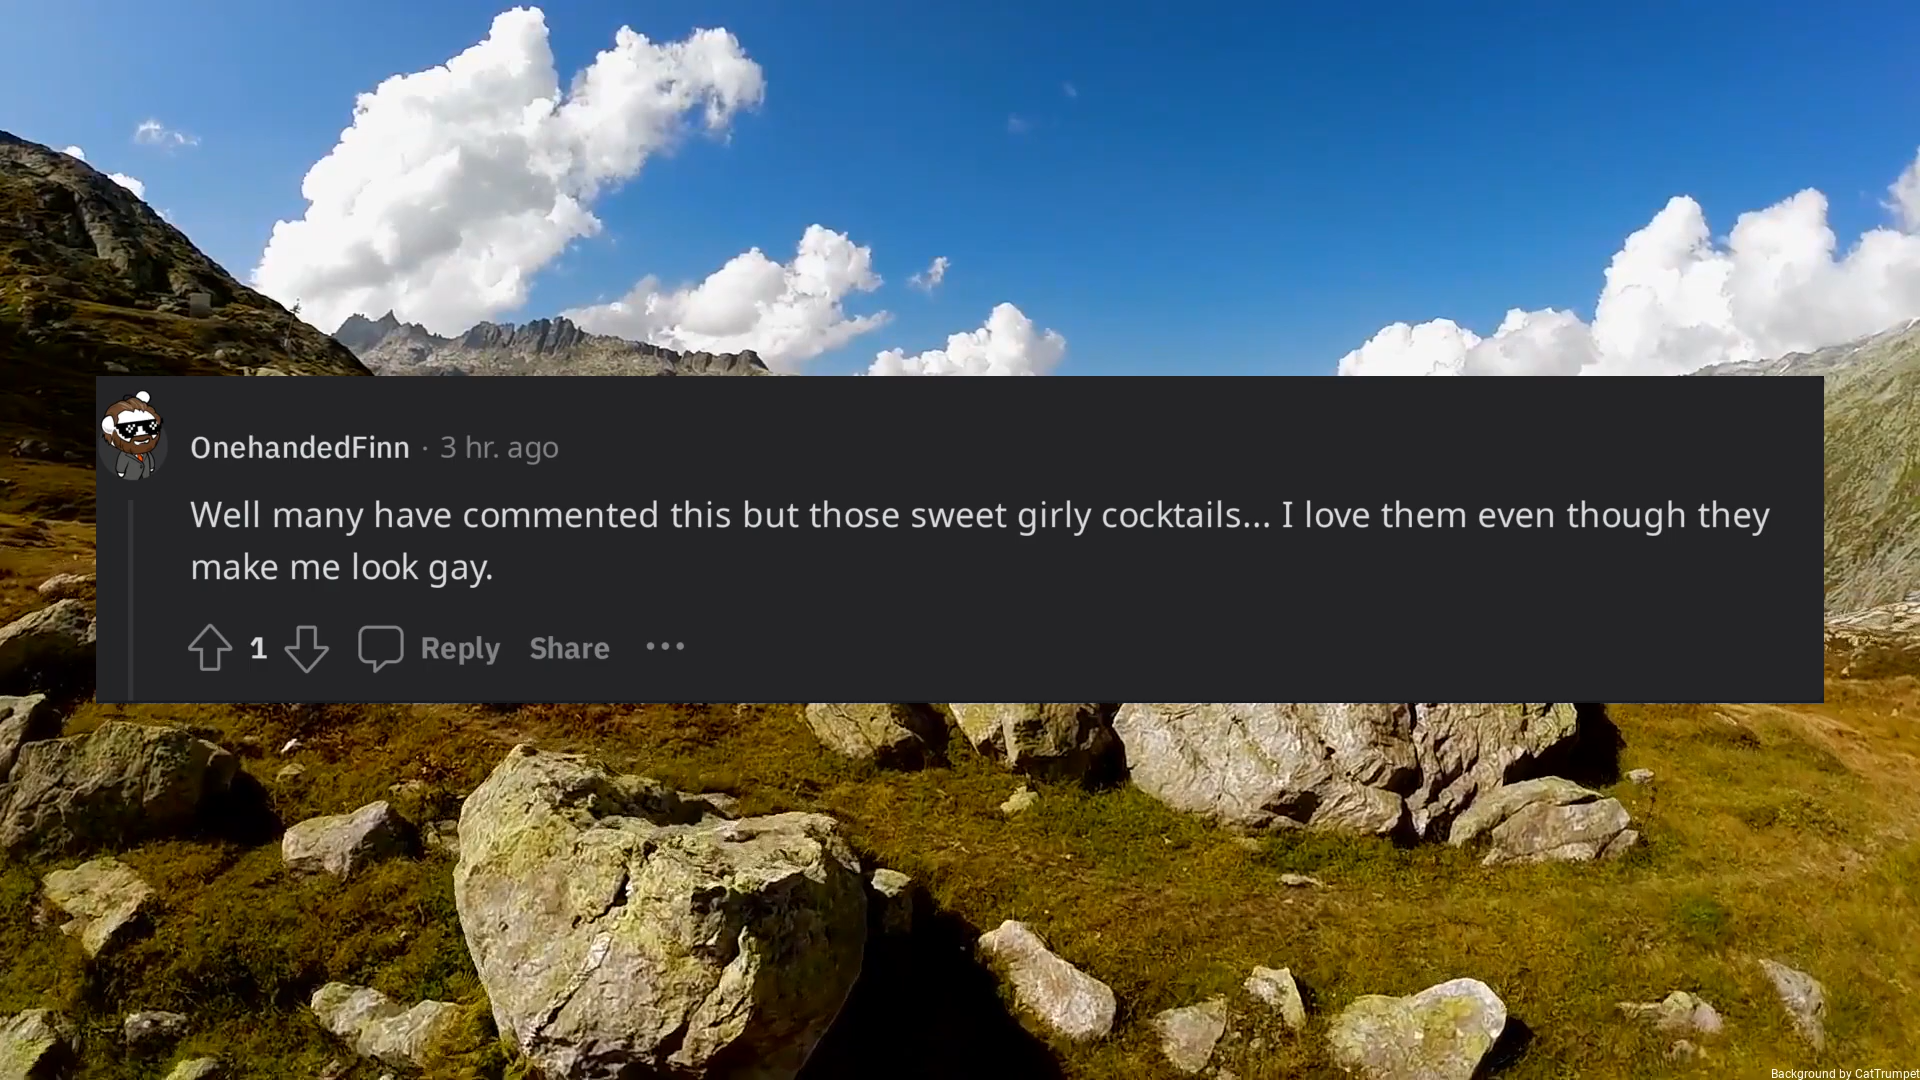 OnehandedFinn · 3 hr. ago
Well many have commented this but those sweet girly cocktails... I love them even though they
make me look gay.
1 Reply Share ···
Background by CatTrumpet